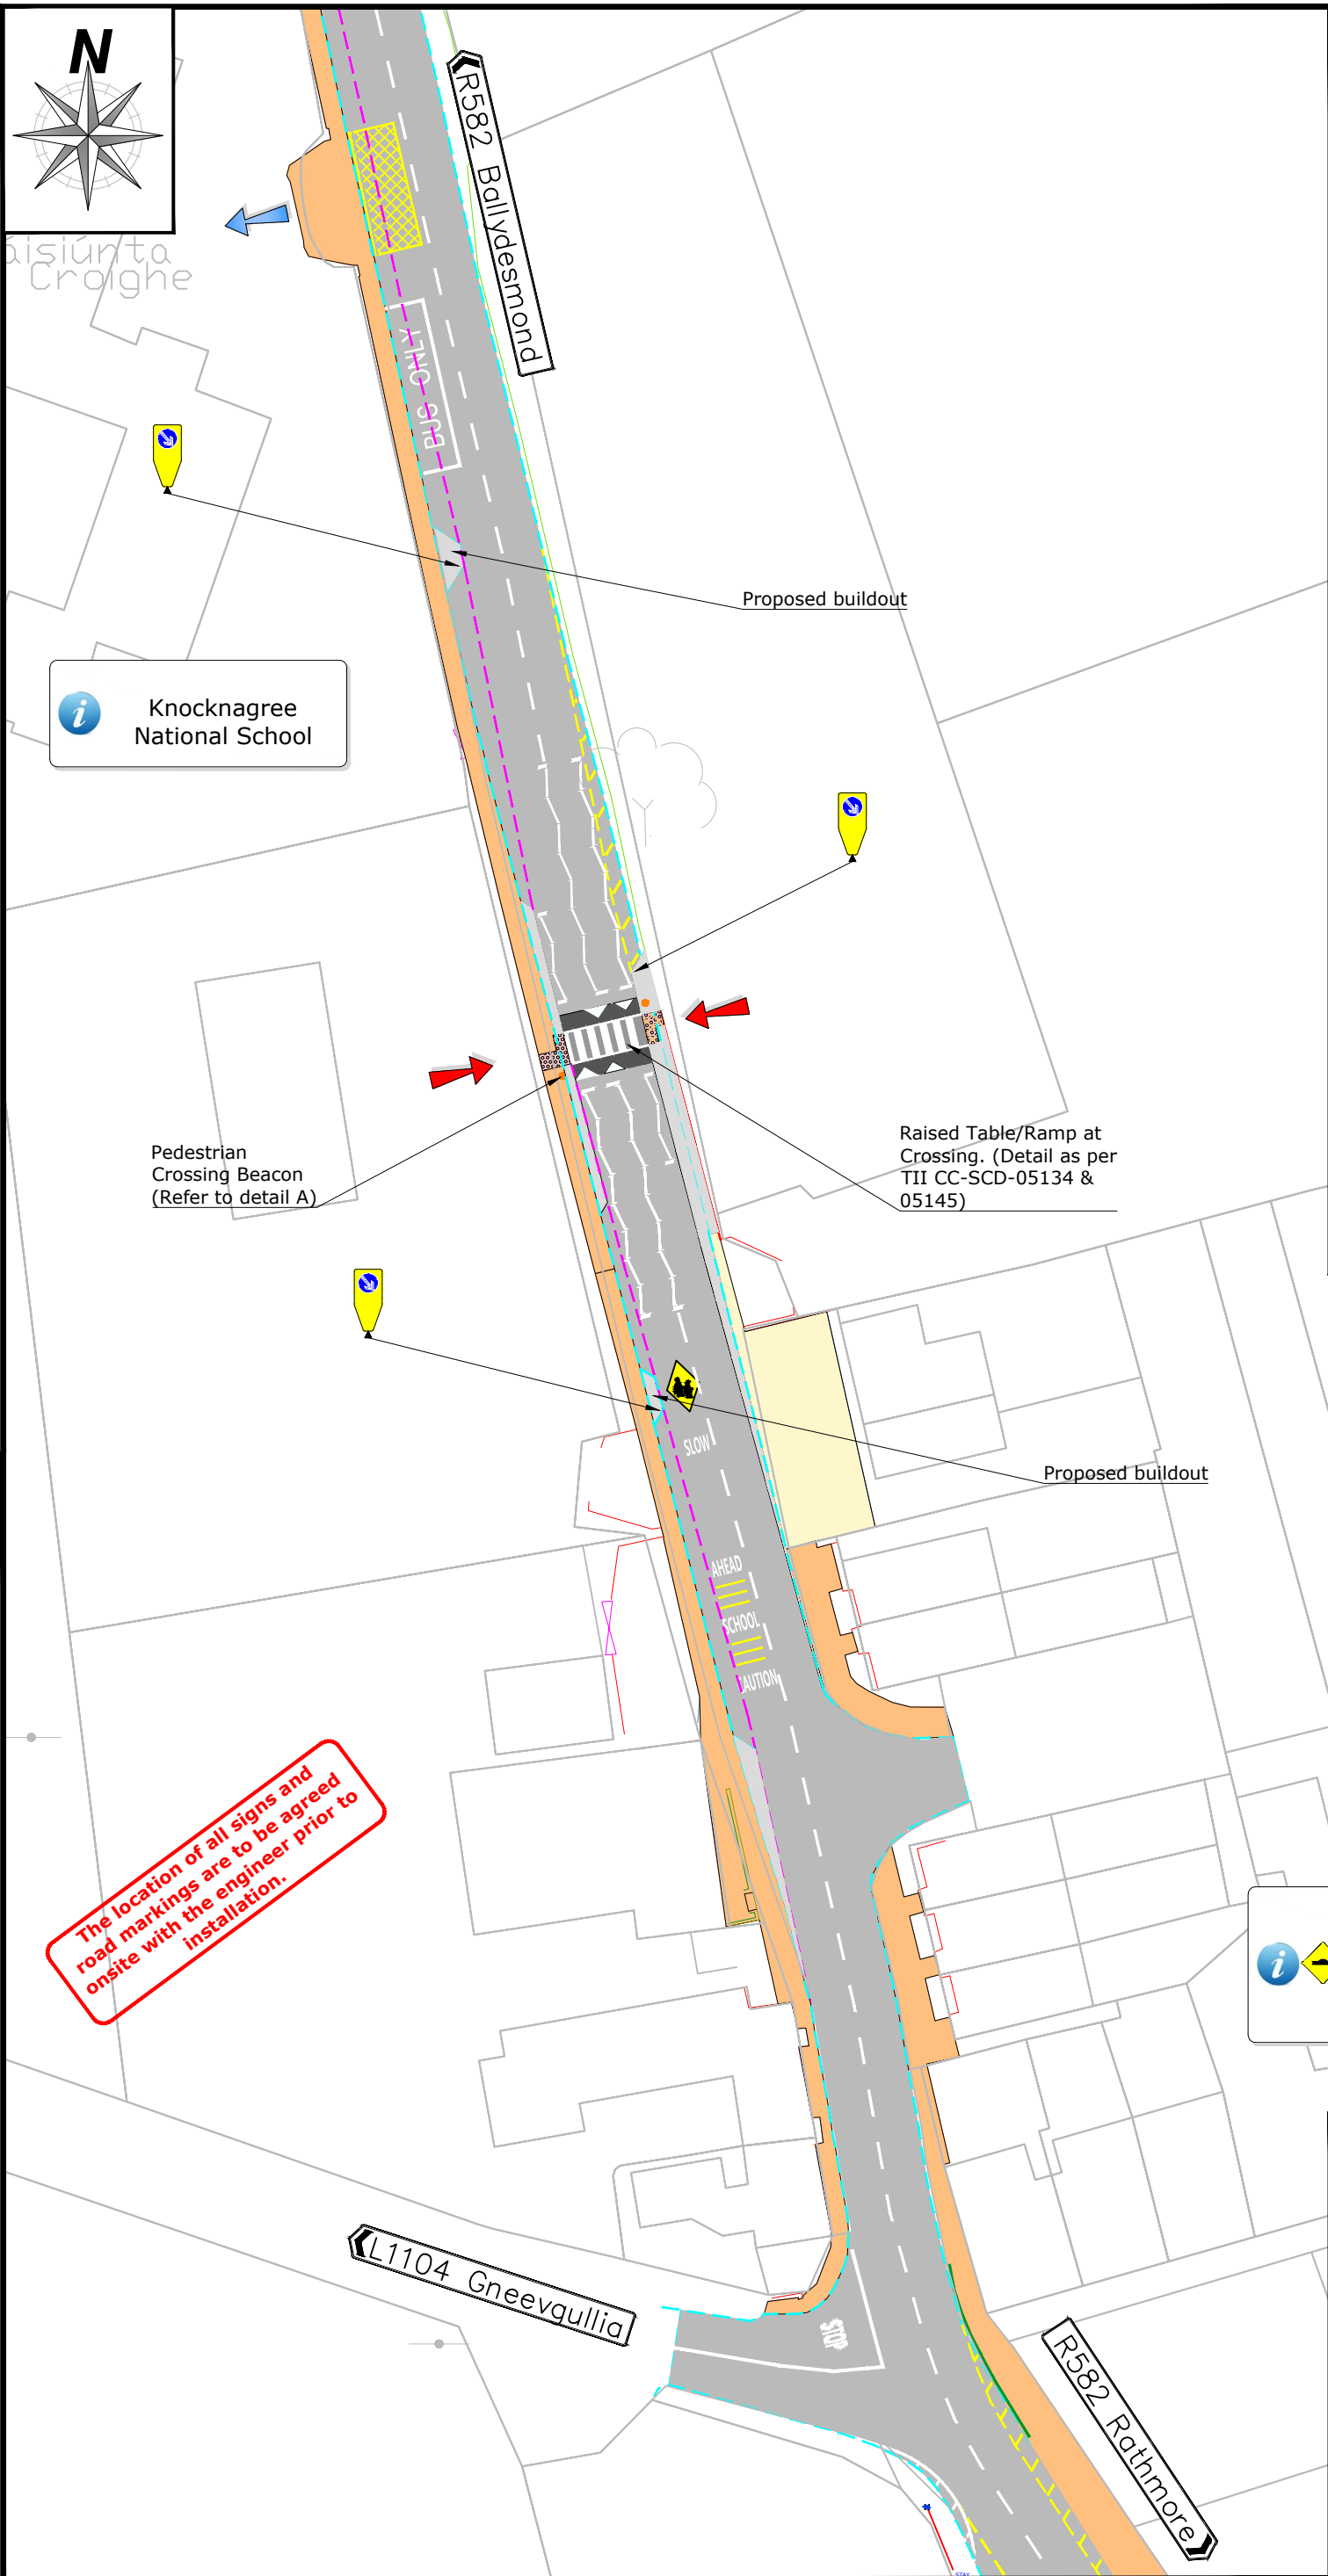 N
R582 Ballydesmond
áisiúnta
Croighe
BUS ONLY
Proposed buildout
i
Knocknagree
National School
Pedestrian
Crossing Beacon
(Refer to detail A)
Raised Table/Ramp at
Crossing. (Detail as per
TII CC-SCD-05134 &
05145)
SLOW
Proposed buildout
AHEAD
SCHOOL
CAUTION
The location of all signs and
road markings are to be agreed
onsite with the engineer prior to
installation.
i
L1104 Gneevgullia
STOP
R582 Rathmore
STAY